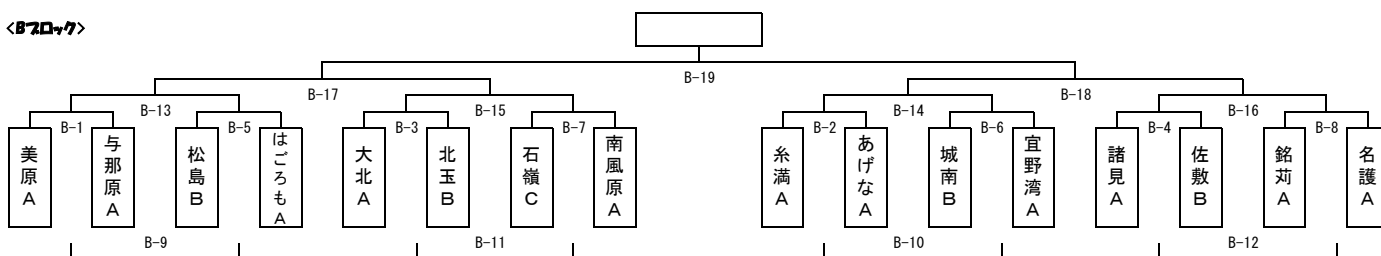 <Bブロック>
B-19
B-13
B-17
B-15
B-14
B-18
B-16
B-1
B-5
B-3
B-7
B-2
B-6
B-4
B-8
美原A
与那原A
松島B
はごろもA
大北A
北玉B
石嶺C
南風原A
糸満A
あげなA
城南B
宜野湾A
諸見A
佐敷B
銘苅A
名護A
B-9
B-11
B-10
B-12